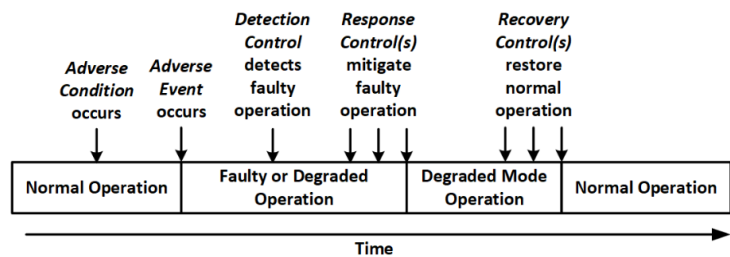 Adverse
Condition
occurs
Adverse
Event
occurs
Detection
Control
detects
faulty
operation
Response
Control(s)
mitigate
faulty
operation
Recovery
Control(s)
restore
normal
operation
Normal Operation
Faulty or Degraded
Operation
Degraded Mode
Operation
Normal Operation
Time